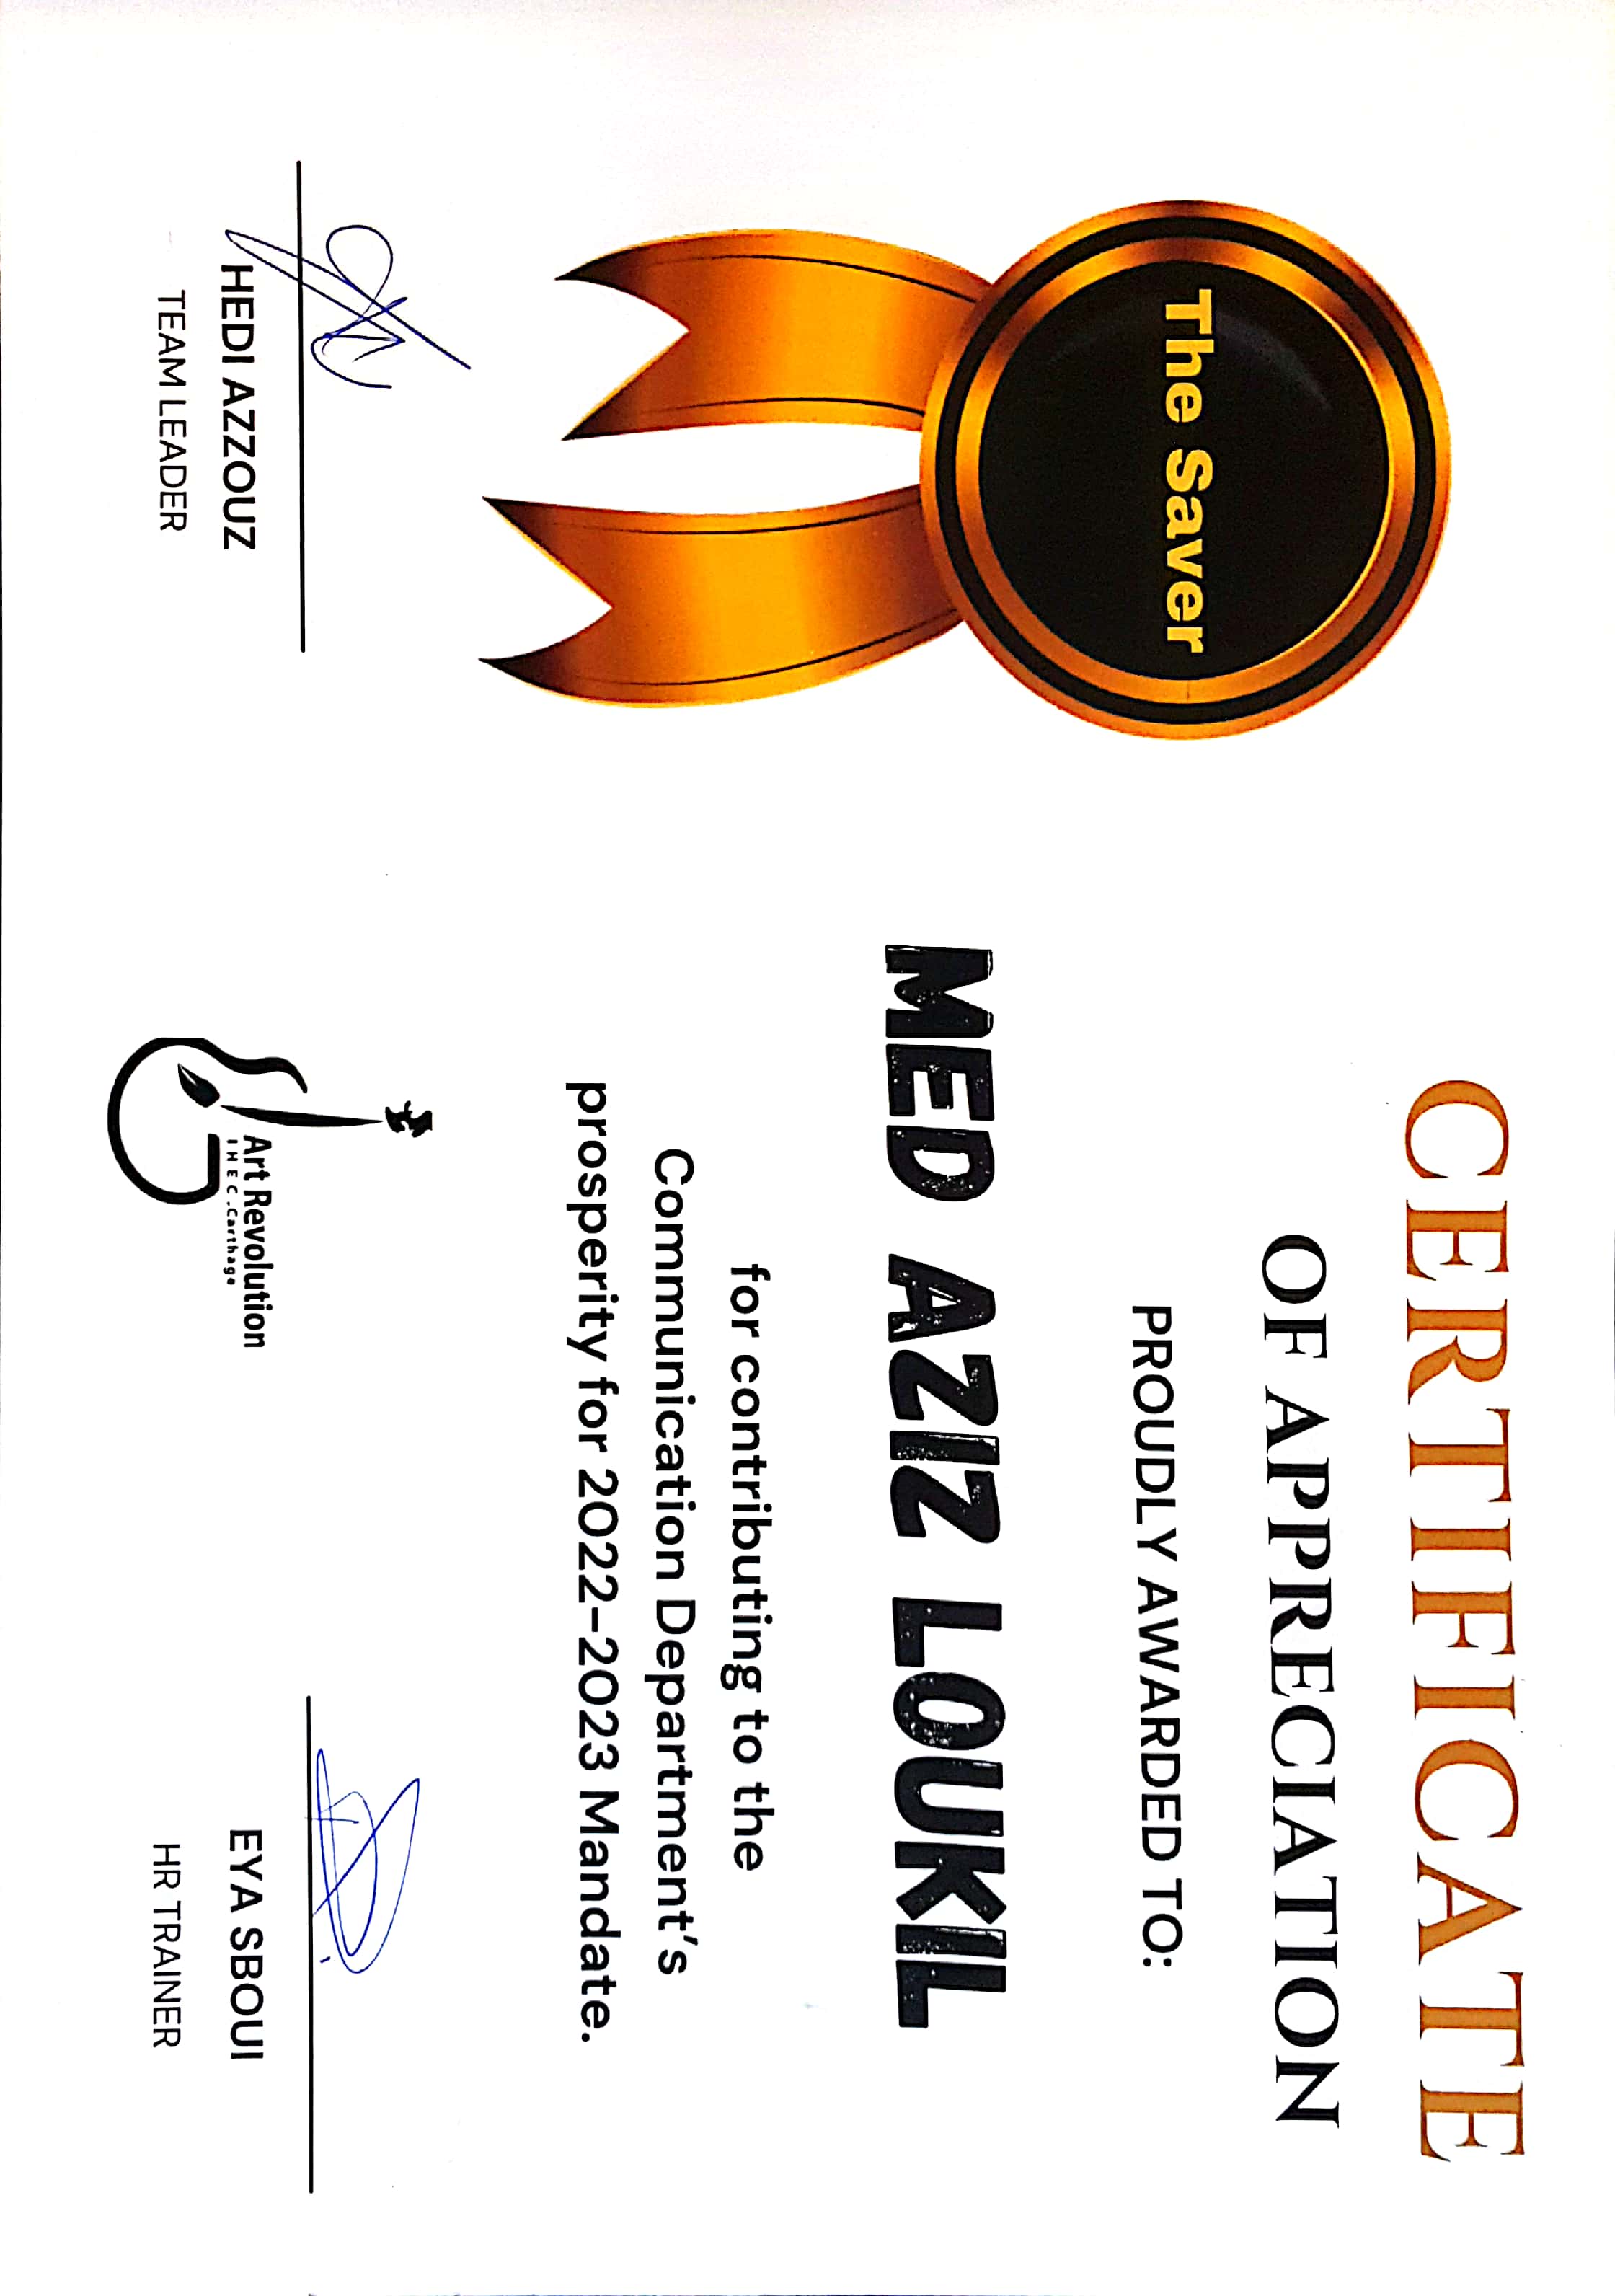 The Saver
CERTIFICATE
OF APPRECIATION
PROUDLY AWARDED TO:
MED AZIZ LOUKIL
for contributing to the
Communication Department’s
prosperity for 2022–2023 Mandate.
HEDI AZZOUZ
TEAM LEADER
Art Revolution
IHEC.Carthage
EYA SBOUI
HR TRAINER